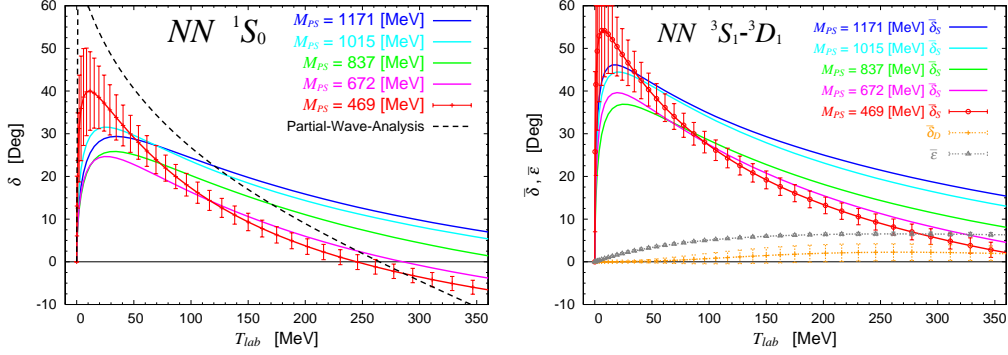 NN ¹S₀
M_PS = 1171 [MeV]
M_PS = 1015 [MeV]
M_PS = 837 [MeV]
M_PS = 672 [MeV]
M_PS = 469 [MeV]
Partial-Wave-Analysis
δ [Deg]
60
50
40
30
20
10
0
-10
0 50 100 150 200 250 300 350
T_lab [MeV]
NN ³S₁-³D₁
M_PS = 1171 [MeV] δ̅_S
M_PS = 1015 [MeV] δ̅_S
M_PS = 837 [MeV] δ̅_S
M_PS = 672 [MeV] δ̅_S
M_PS = 469 [MeV] δ̅_S
δ̅_D
ε̅
δ̅ , ε̅ [Deg]
60
50
40
30
20
10
0
-10
0 50 100 150 200 250 300 350
T_lab [MeV]